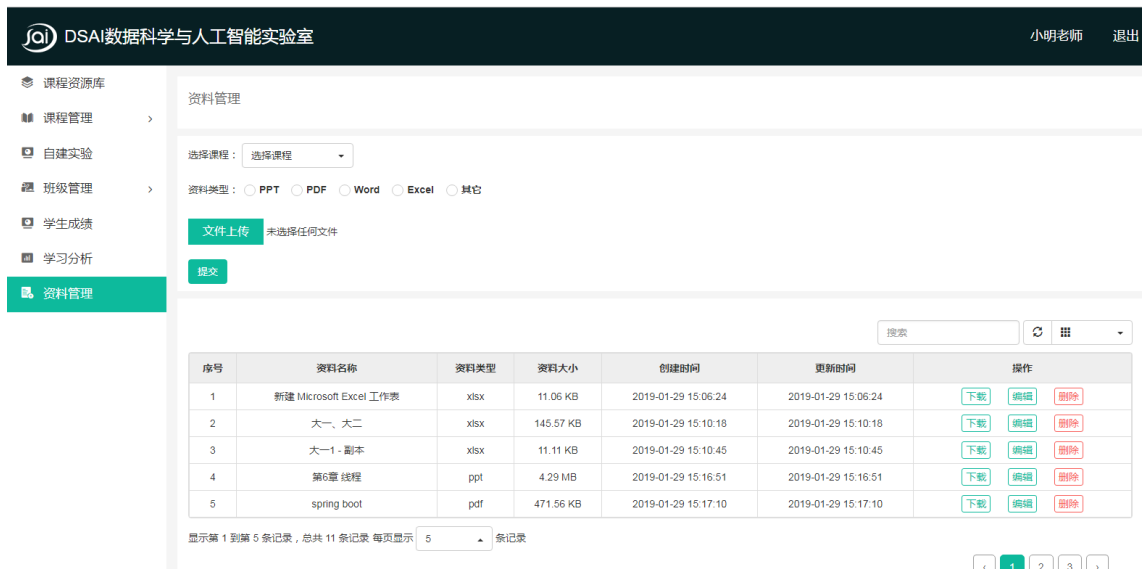 DSAI数据科学与人工智能实验室 小明老师 退出
课程资源库
课程管理
自建实验
班级管理
学生成绩
学习分析
资料管理
资料管理
选择课程： 选择课程
资料类型： PPT PDF Word Excel 其它
文件上传 未选择任何文件
提交
搜索
序号 资料名称 资料类型 资料大小 创建时间 更新时间 操作
1 新建 Microsoft Excel 工作表 xlsx 11.06 KB 2019-01-29 15:06:24 2019-01-29 15:06:24 下载 编辑 删除
2 大一、大二 xlsx 145.57 KB 2019-01-29 15:10:18 2019-01-29 15:10:18 下载 编辑 删除
3 大一1 - 副本 xlsx 11.11 KB 2019-01-29 15:10:45 2019-01-29 15:10:45 下载 编辑 删除
4 第6章 线程 ppt 4.29 MB 2019-01-29 15:16:51 2019-01-29 15:16:51 下载 编辑 删除
5 spring boot pdf 471.56 KB 2019-01-29 15:17:10 2019-01-29 15:17:10 下载 编辑 删除
显示第 1 到第 5 条记录，总共 11 条记录 每页显示 5 条记录
‹ 1 2 3 ›